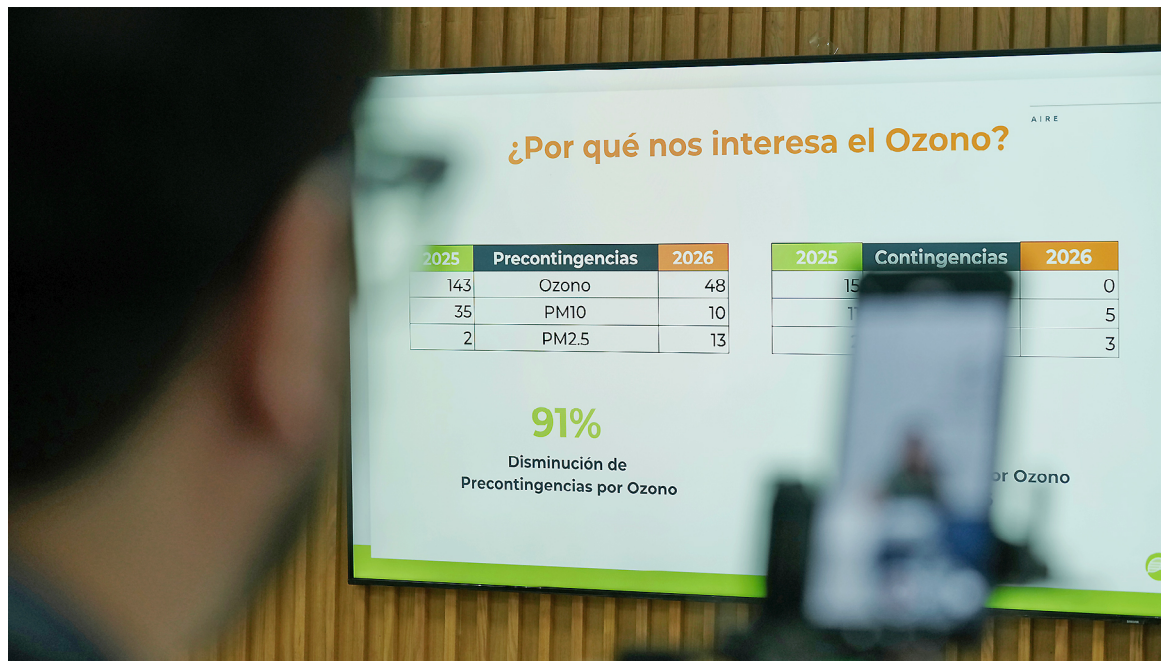 AIRE
¿Por qué nos interesa el Ozono?
2025 Precontingencias 2026
143 Ozono 48
35 PM10 10
2 PM2.5 13
2025 Contingencias 2026
15 0
5
3
91%
Disminución de
Precontingencias por Ozono
Ozono